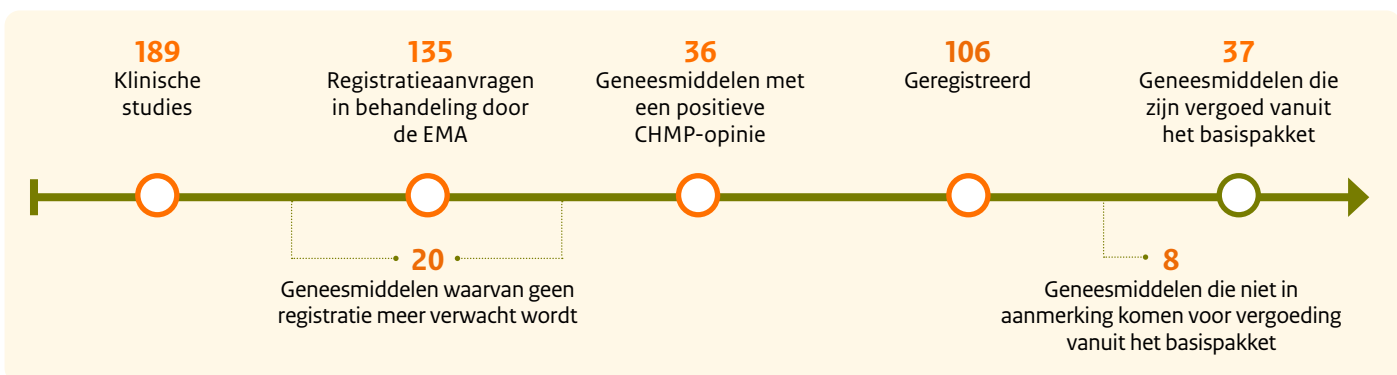 189
Klinische
studies
135
Registratieaanvragen
in behandeling door
de EMA
36
Geneesmiddelen met
een positieve
CHMP-opinie
106
Geregistreerd
37
Geneesmiddelen die
zijn vergoed vanuit
het basispakket
20
Geneesmiddelen waarvan geen
registratie meer verwacht wordt
8
Geneesmiddelen die niet in
aanmerking komen voor vergoeding
vanuit het basispakket